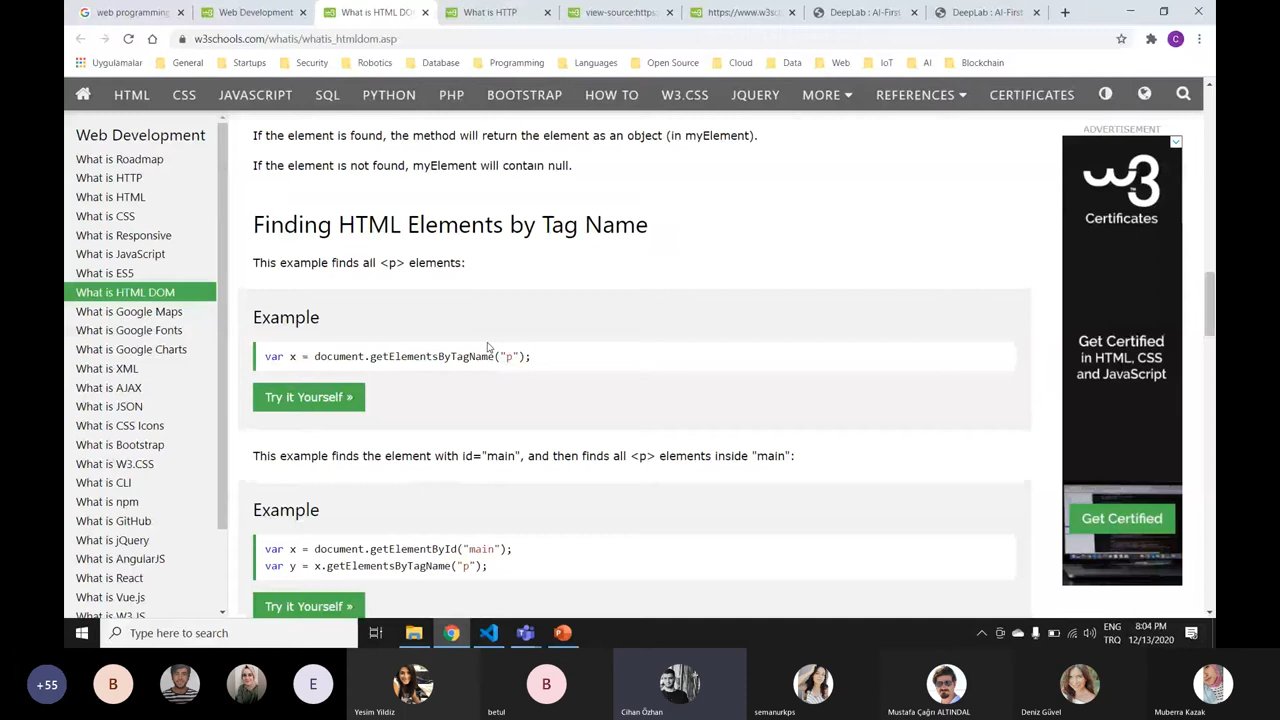 web programming
Web Development
What is HTML DO
What is HTTP
view-source:https:
https://www.w3sc
DeepLab : AI-First
DeepLab : AI-First
w3schools.com/whatis/whatis_htmldom.asp
C
Uygulamalar
General
Startups
Security
Robotics
Database
Programming
Languages
Open Source
Cloud
Data
Web
IoT
AI
Blockchain
HTML
CSS
JAVASCRIPT
SQL
PYTHON
PHP
BOOTSTRAP
HOW TO
W3.CSS
JQUERY
MORE
REFERENCES
CERTIFICATES
Web Development
What is Roadmap
What is HTTP
What is HTML
What is CSS
What is Responsive
What is JavaScript
What is ES5
What is HTML DOM
What is Google Maps
What is Google Fonts
What is Google Charts
What is XML
What is AJAX
What is JSON
What is CSS Icons
What is Bootstrap
What is W3.CSS
What is CLI
What is npm
What is GitHub
What is jQuery
What is AngularJS
What is React
What is Vue.js
What is W3.JS
If the element is found, the method will return the element as an object (in myElement).
If the element is not found, myElement will contain null.
Finding HTML Elements by Tag Name
This example finds all <p> elements:
Example
var x = document.getElementsByTagName("p");
Try it Yourself »
This example finds the element with id="main", and then finds all <p> elements inside "main":
Example
var x = document.getElementById("main");
var y = x.getElementsByTagName("p");
Try it Yourself »
ADVERTISEMENT
w3
Certificates
Get Certified
in HTML, CSS
and JavaScript
Get Certified
Type here to search
ENG
TRQ
8:04 PM
12/13/2020
+55
B
E
B
Yesim Yildiz
betul
Cihan Özhan
semanurkps
Mustafa Çağrı ALTINDAL
Deniz Güvel
Muberra Kazak